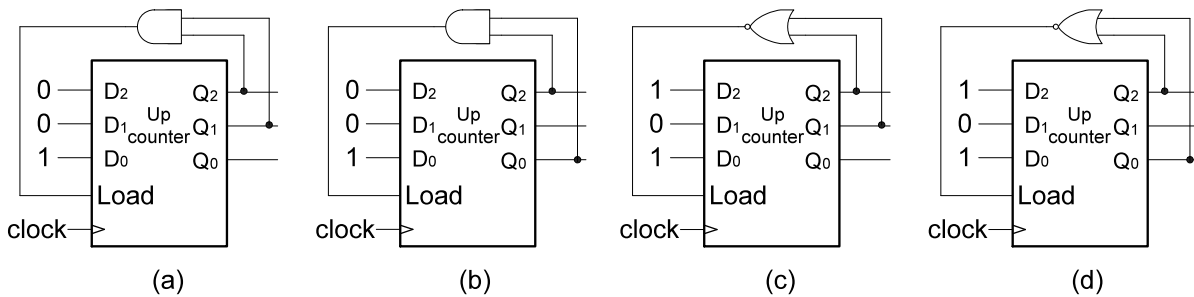 0 D2 Up Q2
0 D1 counter Q1
1 D0 Q0
Load
clock
(a)
0 D2 Up Q2
0 D1 counter Q1
1 D0 Q0
Load
clock
(b)
1 D2 Up Q2
0 D1 counter Q1
1 D0 Q0
Load
clock
(c)
1 D2 Up Q2
0 D1 counter Q1
1 D0 Q0
Load
clock
(d)